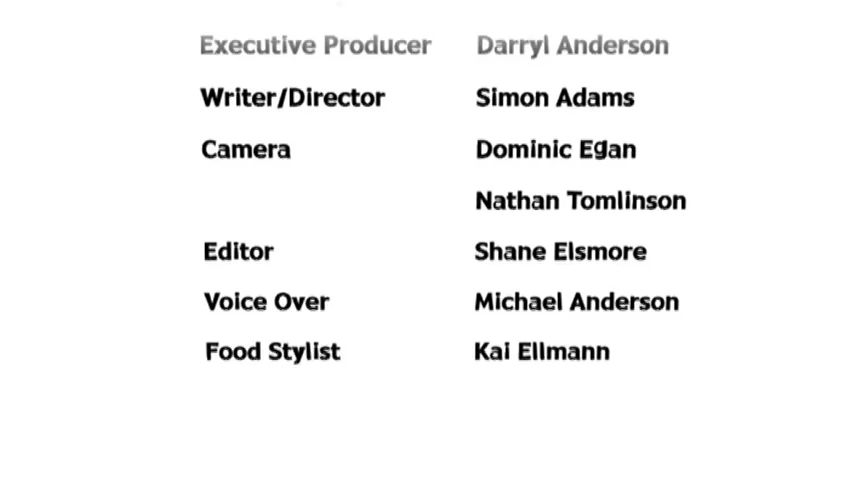 Executive Producer Darryl Anderson
Writer/Director Simon Adams
Camera Dominic Egan
Nathan Tomlinson
Editor Shane Elsmore
Voice Over Michael Anderson
Food Stylist Kai Ellmann